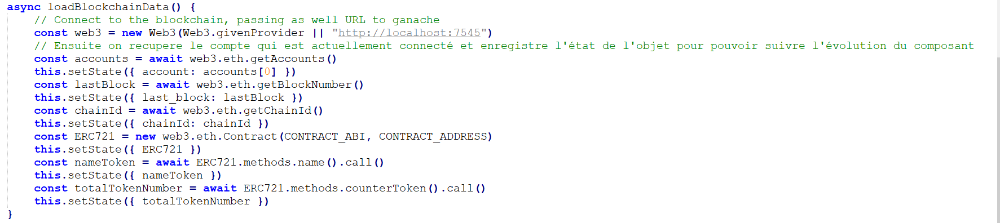 async loadBlockchainData() {
// Connect to the blockchain, passing as well URL to ganache
const web3 = new Web3(Web3.givenProvider || "http://localhost:7545")
// Ensuite on recupere le compte qui est actuellement connecté et enregistre l'état de l'objet pour pouvoir suivre l'évolution du composant
const accounts = await web3.eth.getAccounts()
this.setState({ account: accounts[0] })
const lastBlock = await web3.eth.getBlockNumber()
this.setState({ last_block: lastBlock })
const chainId = await web3.eth.getChainId()
this.setState({ chainId: chainId })
const ERC721 = new web3.eth.Contract(CONTRACT_ABI, CONTRACT_ADDRESS)
this.setState({ ERC721 })
const nameToken = await ERC721.methods.name().call()
this.setState({ nameToken })
const totalTokenNumber = await ERC721.methods.counterToken().call()
this.setState({ totalTokenNumber })
}